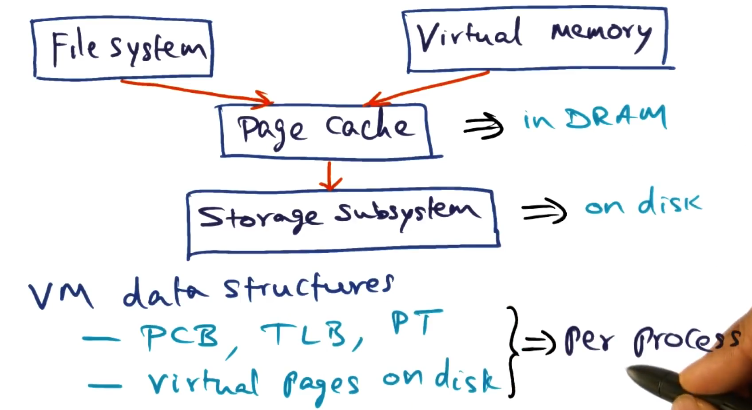 File system
Virtual memory
Page Cache ⇒ in DRAM
Storage Subsystem ⇒ on disk
VM data structures
— PCB, TLB, PT
— Virtual pages on disk
} ⇒ Per Process